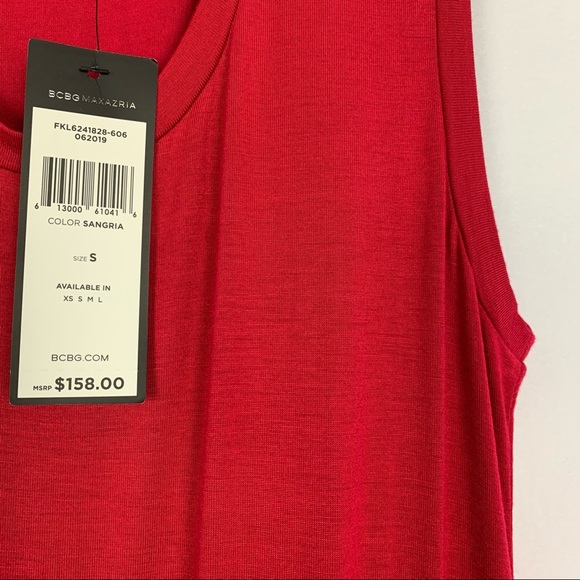 BCBGMAXAZRIA
FKL6241828-606
062019
6 13000 61041 6
COLOR SANGRIA
SIZE S
AVAILABLE IN
XS S M L
BCBG.COM
MSRP $158.00